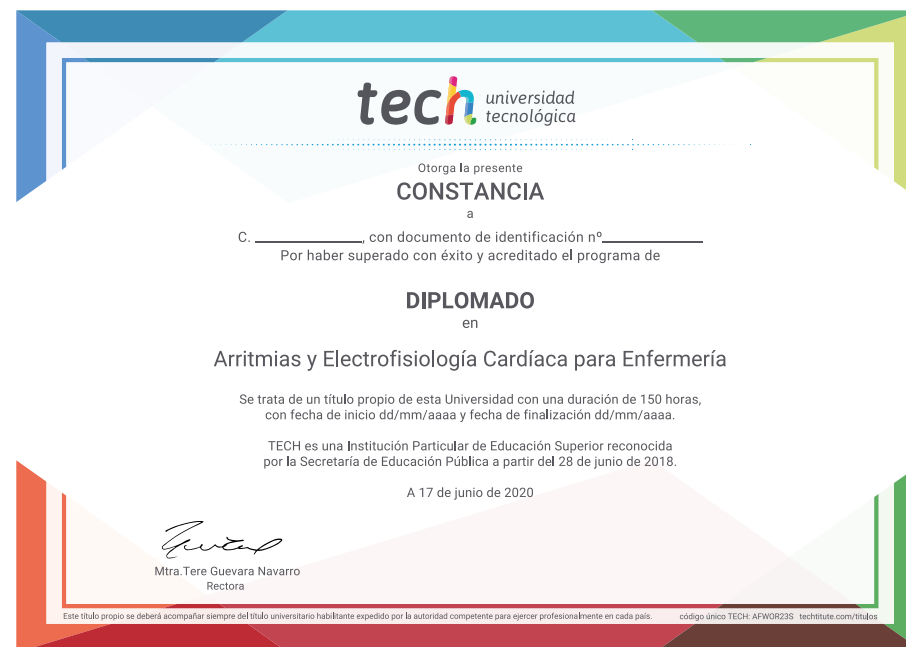 tech universidad
tecnológica
Otorga la presente
CONSTANCIA
a
C. ______________, con documento de identificación nº_____________
Por haber superado con éxito y acreditado el programa de
DIPLOMADO
en
Arritmias y Electrofisiología Cardíaca para Enfermería
Se trata de un título propio de esta Universidad con una duración de 150 horas,
con fecha de inicio dd/mm/aaaa y fecha de finalización dd/mm/aaaa.
TECH es una Institución Particular de Educación Superior reconocida
por la Secretaría de Educación Pública a partir del 28 de junio de 2018.
A 17 de junio de 2020
Mtra.Tere Guevara Navarro
Rectora
Este título propio se deberá acompañar siempre del título universitario habilitante expedido por la autoridad competente para ejercer profesionalmente en cada país. código único TECH: AFWOR23S techtitute.com/titulos